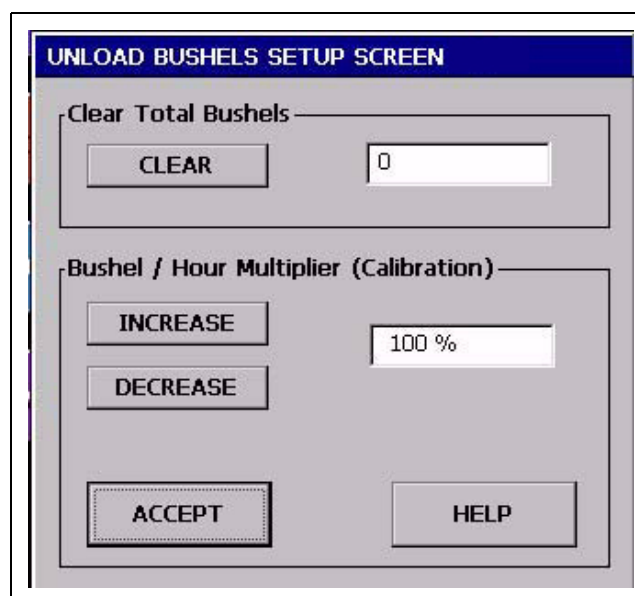 UNLOAD BUSHELS SETUP SCREEN
Clear Total Bushels
CLEAR
0
Bushel / Hour Multiplier (Calibration)
INCREASE
100 %
DECREASE
ACCEPT
HELP